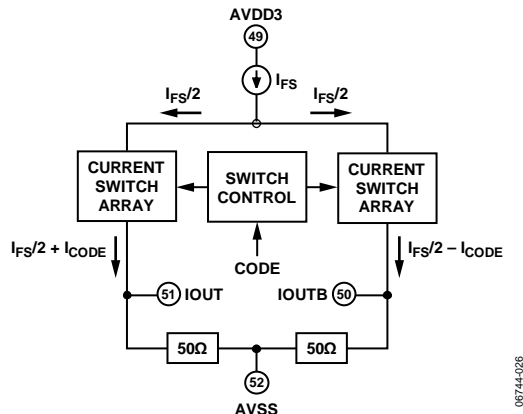 AVDD3
49
IFS
IFS/2
IFS/2
CURRENT
SWITCH
ARRAY
SWITCH
CONTROL
CURRENT
SWITCH
ARRAY
IFS/2 + ICODE
CODE
IFS/2 – ICODE
51 IOUT
IOUTB 50
50Ω
50Ω
52
AVSS
06744-026